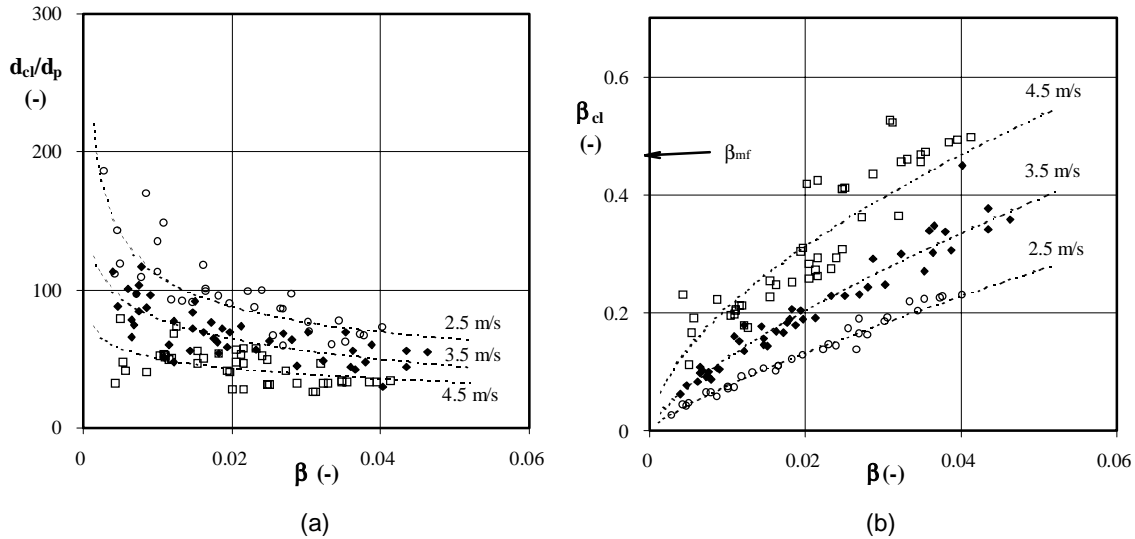 300
d_cl/d_p
(-)
200
100
0
2.5 m/s
3.5 m/s
4.5 m/s
0
0.02
0.04
0.06
β (-)
(a)
0.6
β_cl
(-)
β_mf
0.4
0.2
0
4.5 m/s
3.5 m/s
2.5 m/s
0
0.02
0.04
0.06
β (-)
(b)